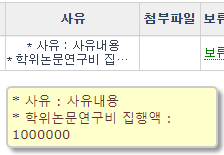 사유 첨부파일 보류
* 사유 : 사유내용
* 학위논문연구비 집… 보류
* 사유 : 사유내용
* 학위논문연구비 집행액 :
1000000